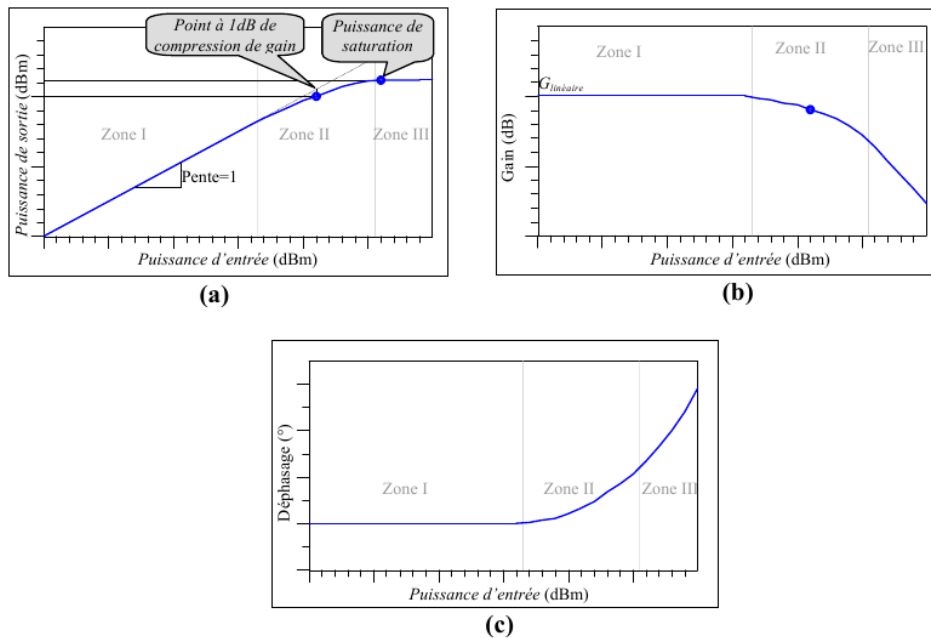 Point à 1dB de
compression de gain
Puissance de
saturation
Puissance de sortie (dBm)
Zone I
Zone II
Zone III
Pente=1
Puissance d'entrée (dBm)
(a)
Zone I
Zone II
Zone III
Glinéaire
Gain (dB)
Puissance d'entrée (dBm)
(b)
Déphasage (°)
Zone I
Zone II
Zone III
Puissance d'entrée (dBm)
(c)